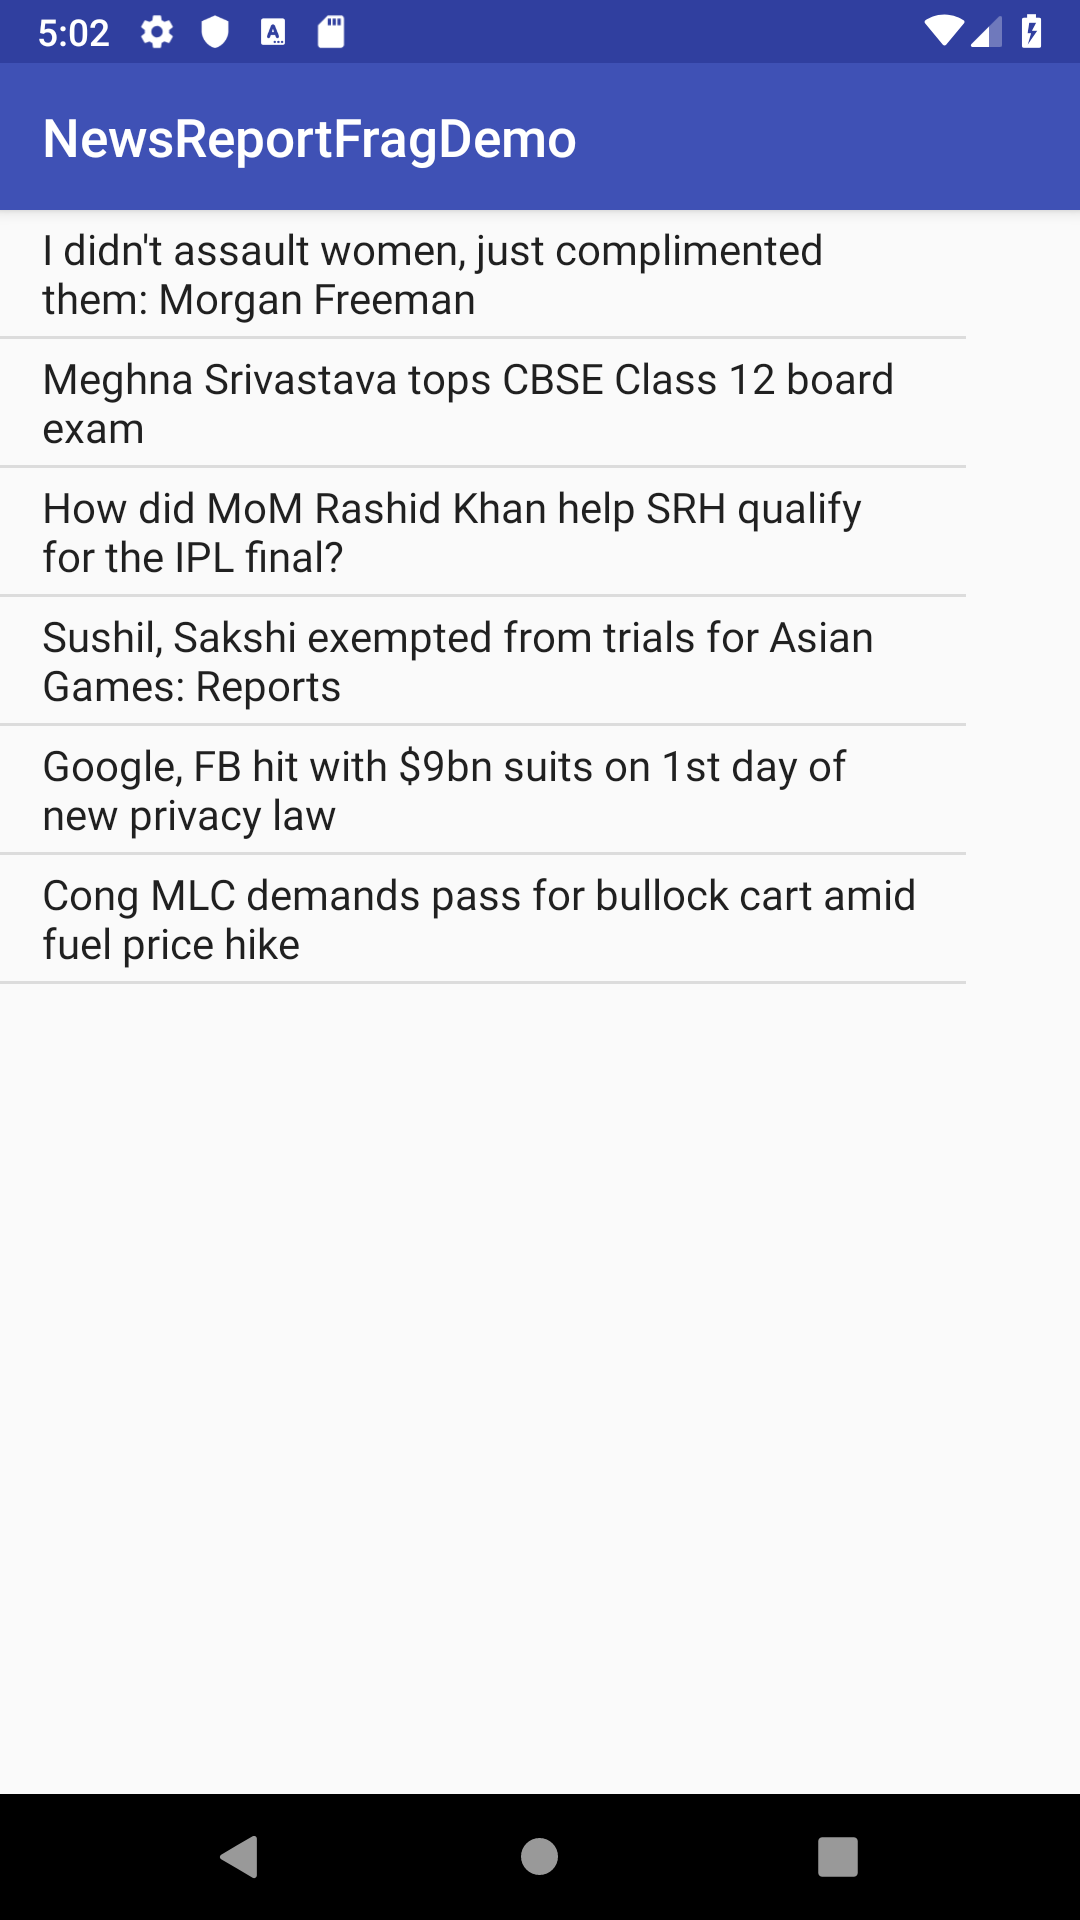 5:02
NewsReportFragDemo
I didn't assault women, just complimented
them: Morgan Freeman
Meghna Srivastava tops CBSE Class 12 board
exam
How did MoM Rashid Khan help SRH qualify
for the IPL final?
Sushil, Sakshi exempted from trials for Asian
Games: Reports
Google, FB hit with $9bn suits on 1st day of
new privacy law
Cong MLC demands pass for bullock cart amid
fuel price hike